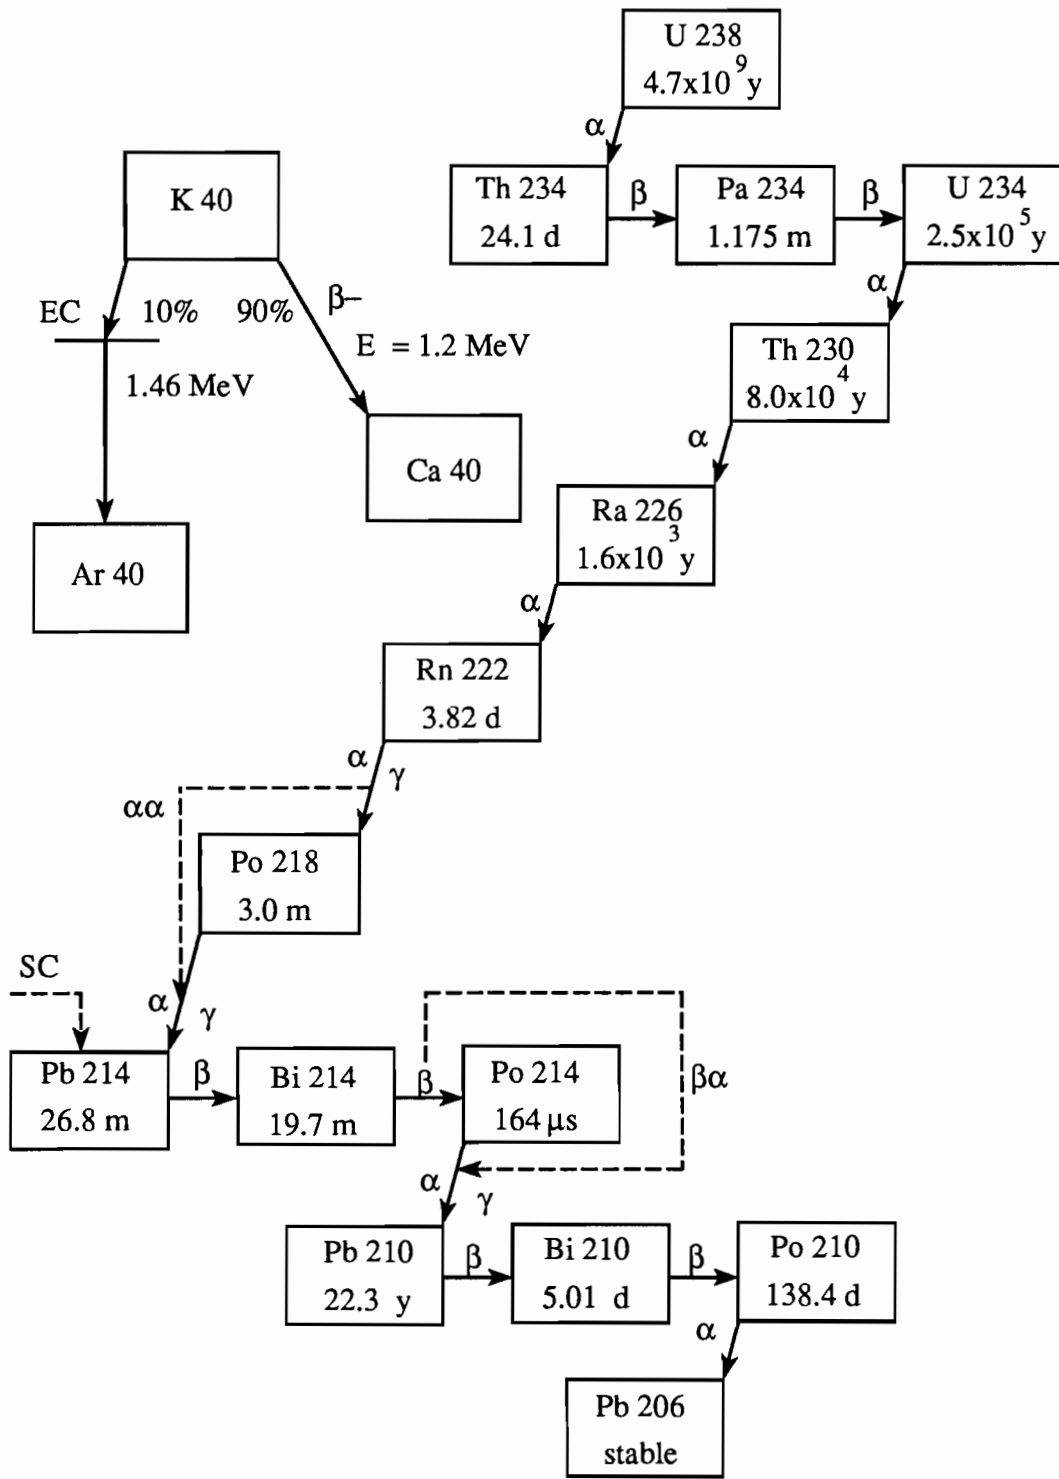 U 238
4.7x10^9 y
α
K 40
Th 234
24.1 d
β
Pa 234
1.175 m
β
U 234
2.5x10^5 y
α
EC
10%
90%
β−
E = 1.2 MeV
1.46 MeV
Th 230
8.0x10^4 y
α
Ca 40
Ar 40
Ra 226
1.6x10^3 y
α
Rn 222
3.82 d
α
γ
αα
Po 218
3.0 m
SC
α
γ
Pb 214
26.8 m
β
Bi 214
19.7 m
β
Po 214
164 μs
βα
α
γ
Pb 210
22.3 y
β
Bi 210
5.01 d
β
Po 210
138.4 d
α
Pb 206
stable